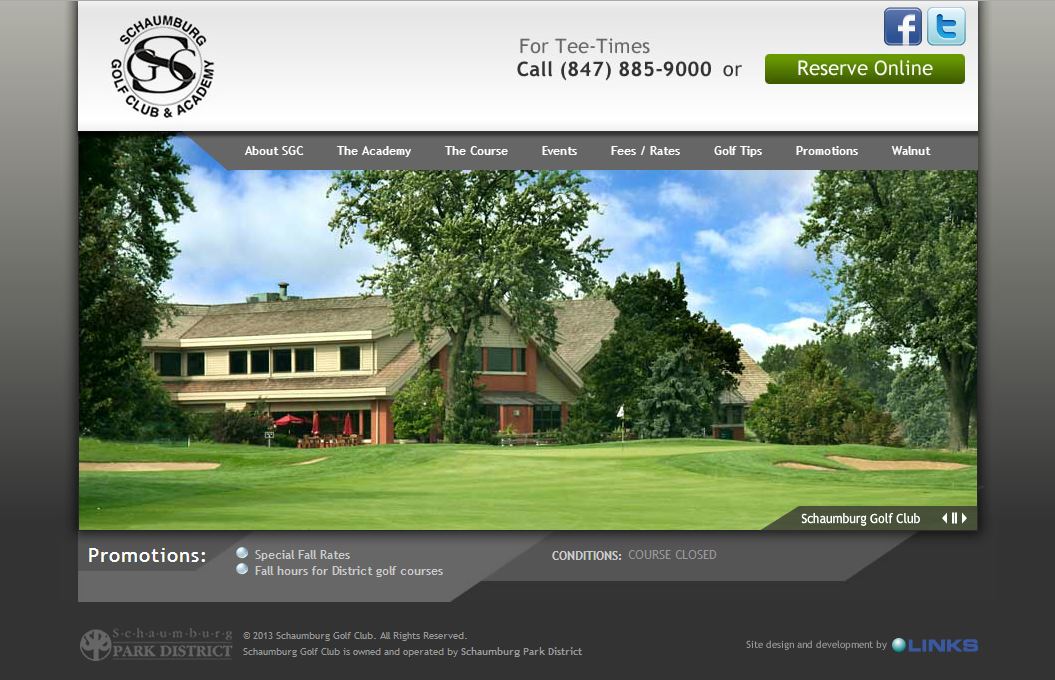 SCHAUMBURG
GOLF CLUB & ACADEMY
SGC
f
t
For Tee-Times
Call (847) 885-9000 or
Reserve Online
About SGC
The Academy
The Course
Events
Fees / Rates
Golf Tips
Promotions
Walnut
Schaumburg Golf Club
Promotions:
Special Fall Rates
Fall hours for District golf courses
CONDITIONS: COURSE CLOSED
S·c·h·a·u·m·b·u·r·g
PARK DISTRICT
© 2013 Schaumburg Golf Club. All Rights Reserved.
Schaumburg Golf Club is owned and operated by Schaumburg Park District
Site design and development by LINKS